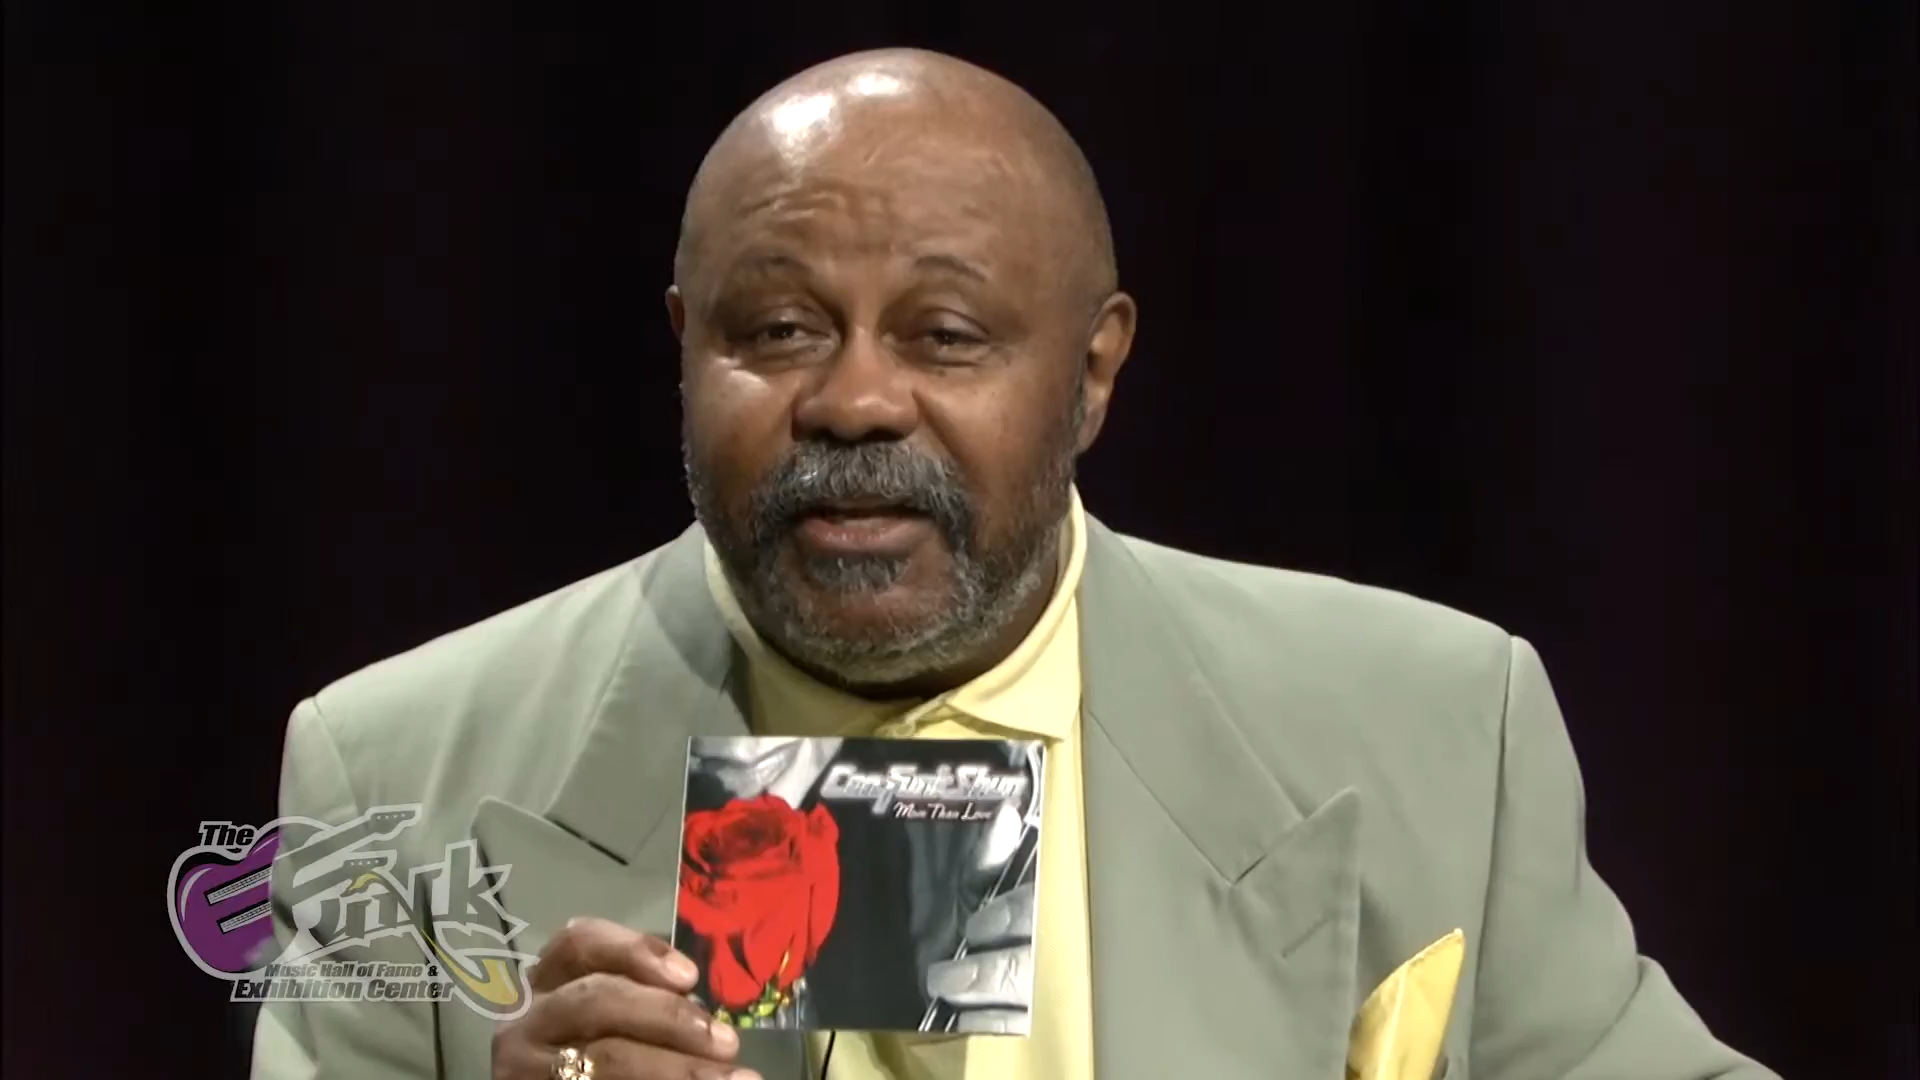 Con Funk Shun
More Than Love
The
Funk
Music Hall of Fame &
Exhibition Center